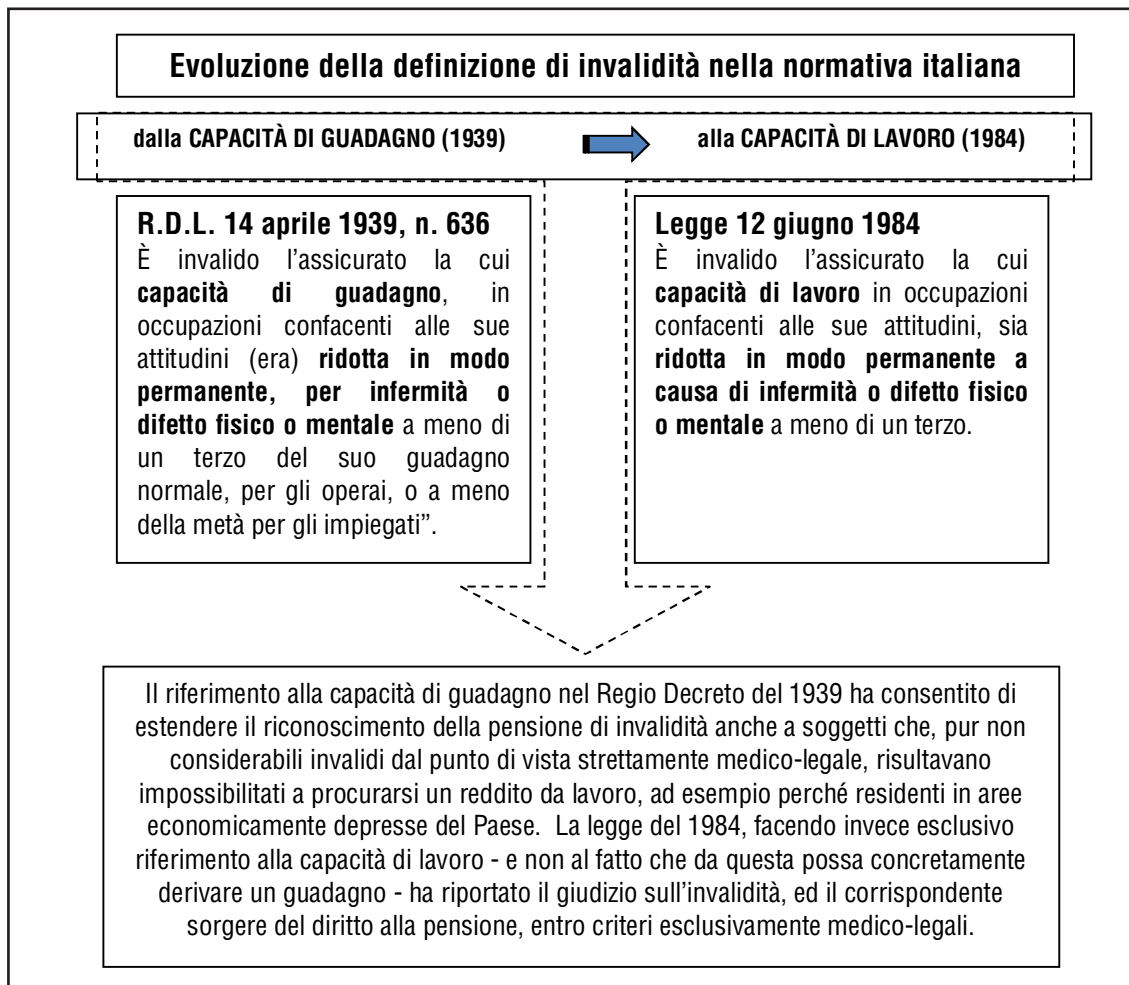 Evoluzione della definizione di invalidità nella normativa italiana
dalla CAPACITÀ DI GUADAGNO (1939)
alla CAPACITÀ DI LAVORO (1984)
R.D.L. 14 aprile 1939, n. 636
È invalido l'assicurato la cui
capacità di guadagno, in
occupazioni confacenti alle sue
attitudini (era) ridotta in modo
permanente, per infermità o
difetto fisico o mentale a meno di
un terzo del suo guadagno
normale, per gli operai, o a meno
della metà per gli impiegati”.
Legge 12 giugno 1984
È invalido l'assicurato la cui
capacità di lavoro in occupazioni
confacenti alle sue attitudini, sia
ridotta in modo permanente a
causa di infermità o difetto fisico
o mentale a meno di un terzo.
Il riferimento alla capacità di guadagno nel Regio Decreto del 1939 ha consentito di
estendere il riconoscimento della pensione di invalidità anche a soggetti che, pur non
considerabili invalidi dal punto di vista strettamente medico-legale, risultavano
impossibilitati a procurarsi un reddito da lavoro, ad esempio perché residenti in aree
economicamente depresse del Paese. La legge del 1984, facendo invece esclusivo
riferimento alla capacità di lavoro - e non al fatto che da questa possa concretamente
derivare un guadagno - ha riportato il giudizio sull'invalidità, ed il corrispondente
sorgere del diritto alla pensione, entro criteri esclusivamente medico-legali.